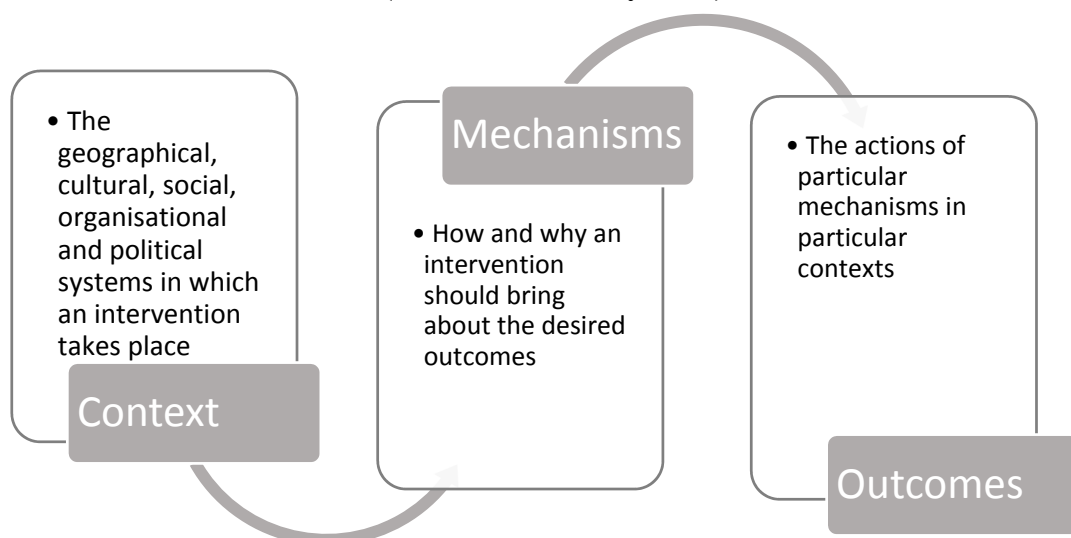 • The
geographical,
cultural, social,
organisational
and political
systems in which
an intervention
takes place
Context
Mechanisms
• How and why an
intervention
should bring
about the desired
outcomes
• The actions of
particular
mechanisms in
particular
contexts
Outcomes